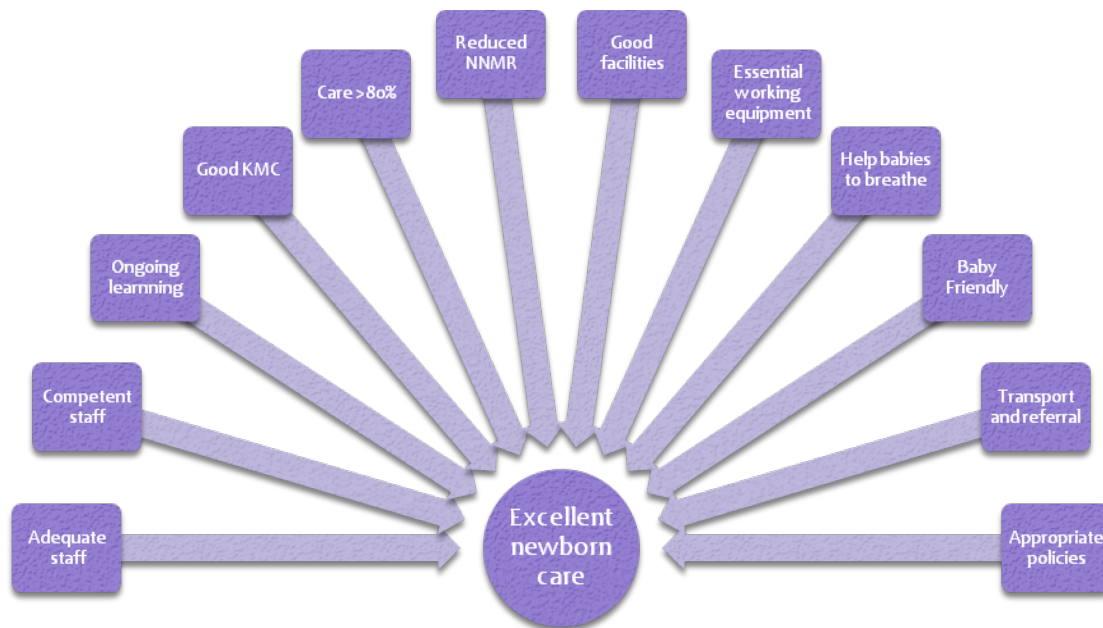 Adequate
staff
Competent
staff
Ongoing
learnning
Good KMC
Care >80%
Reduced
NNMR
Good
facilities
Essential
working
equipment
Help babies
to breathe
Baby
Friendly
Transport
and referral
Appropriate
policies
Excellent
newborn
care